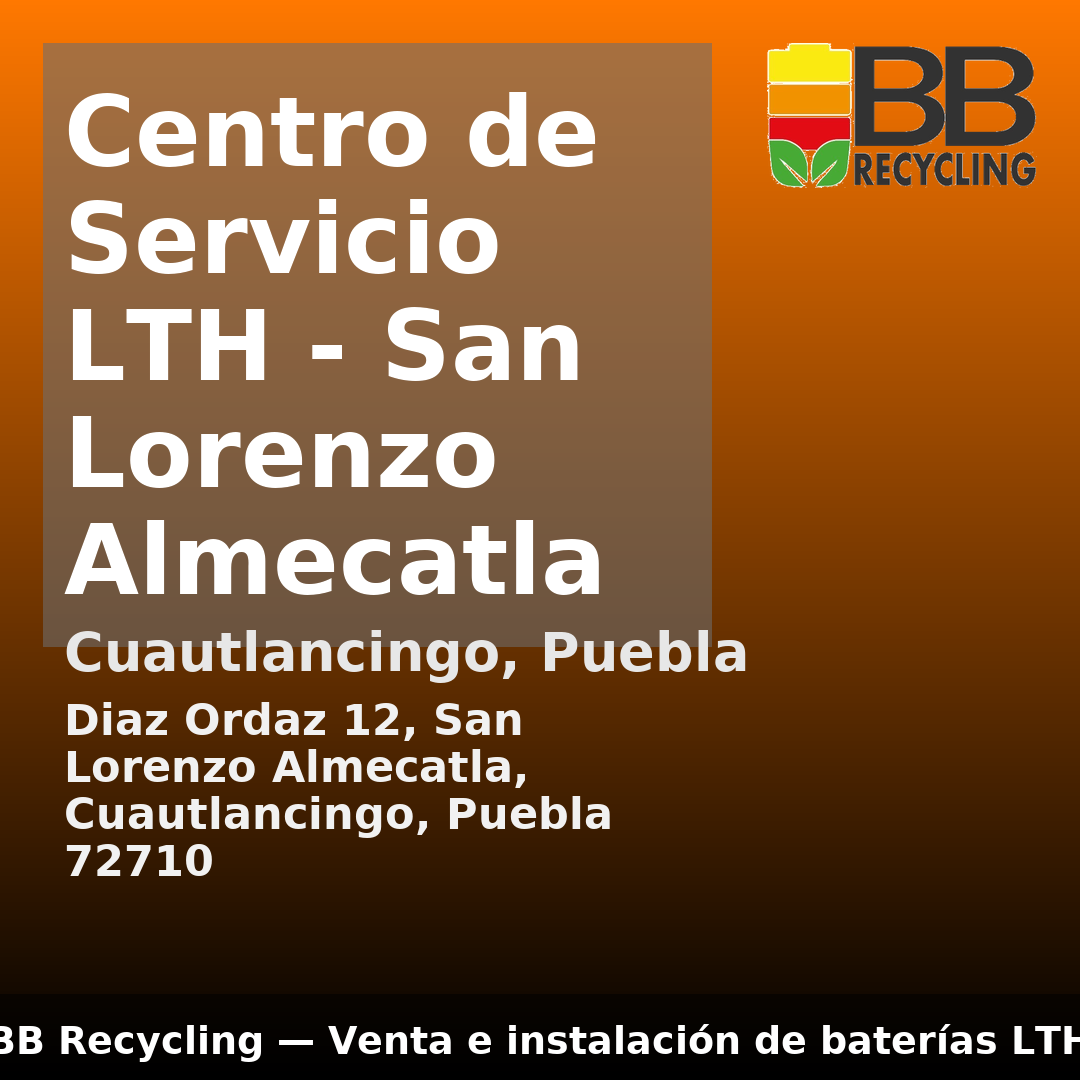 Centro de
Servicio
LTH - San
Lorenzo
Almecatla
Cuautlancingo, Puebla
Diaz Ordaz 12, San
Lorenzo Almecatla,
Cuautlancingo, Puebla
72710
BB
RECYCLING
BB Recycling — Venta e instalación de baterías LTH